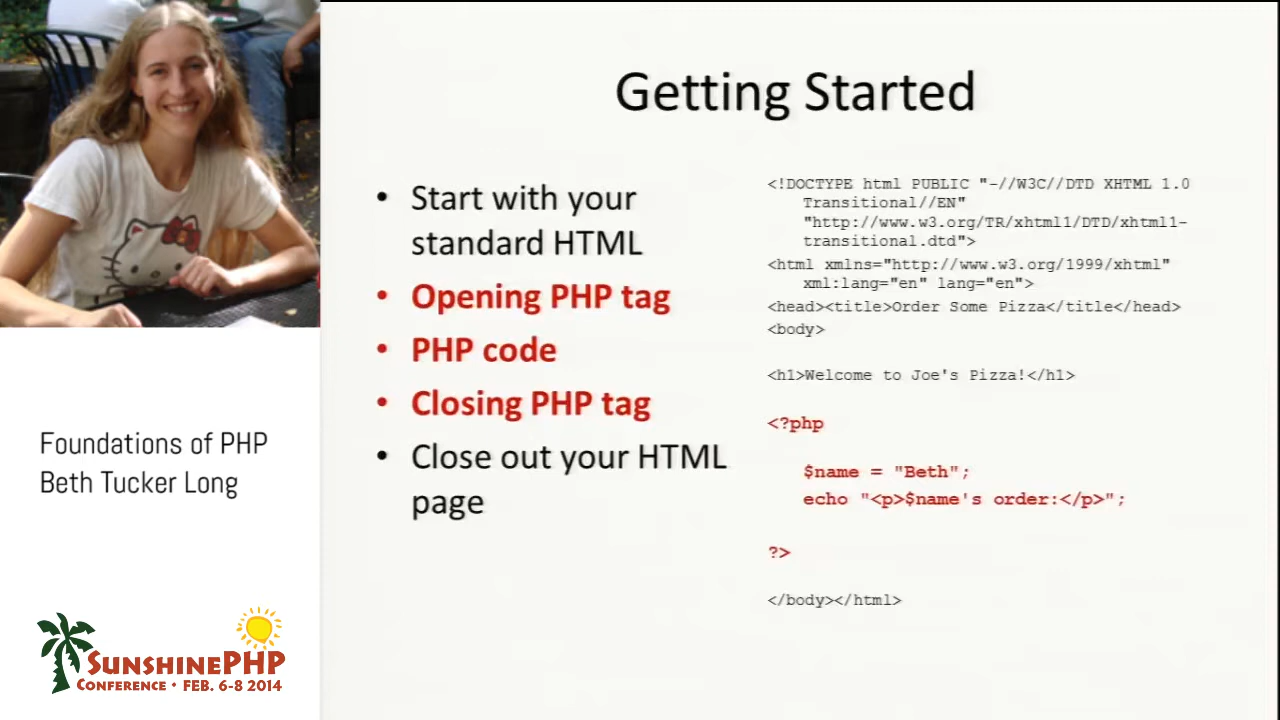 Getting Started
• Start with your
standard HTML
• Opening PHP tag
• PHP code
• Closing PHP tag
• Close out your HTML
page
<!DOCTYPE html PUBLIC "-//W3C//DTD XHTML 1.0
Transitional//EN"
"http://www.w3.org/TR/xhtml1/DTD/xhtml1-
transitional.dtd">
<html xmlns="http://www.w3.org/1999/xhtml"
xml:lang="en" lang="en">
<head><title>Order Some Pizza</title></head>
<body>
<h1>Welcome to Joe's Pizza!</h1>
<?php
$name = "Beth";
echo "<p>$name's order:</p>";
?>
</body></html>
Foundations of PHP
Beth Tucker Long
SUNSHINEPHP
CONFERENCE • FEB. 6-8 2014